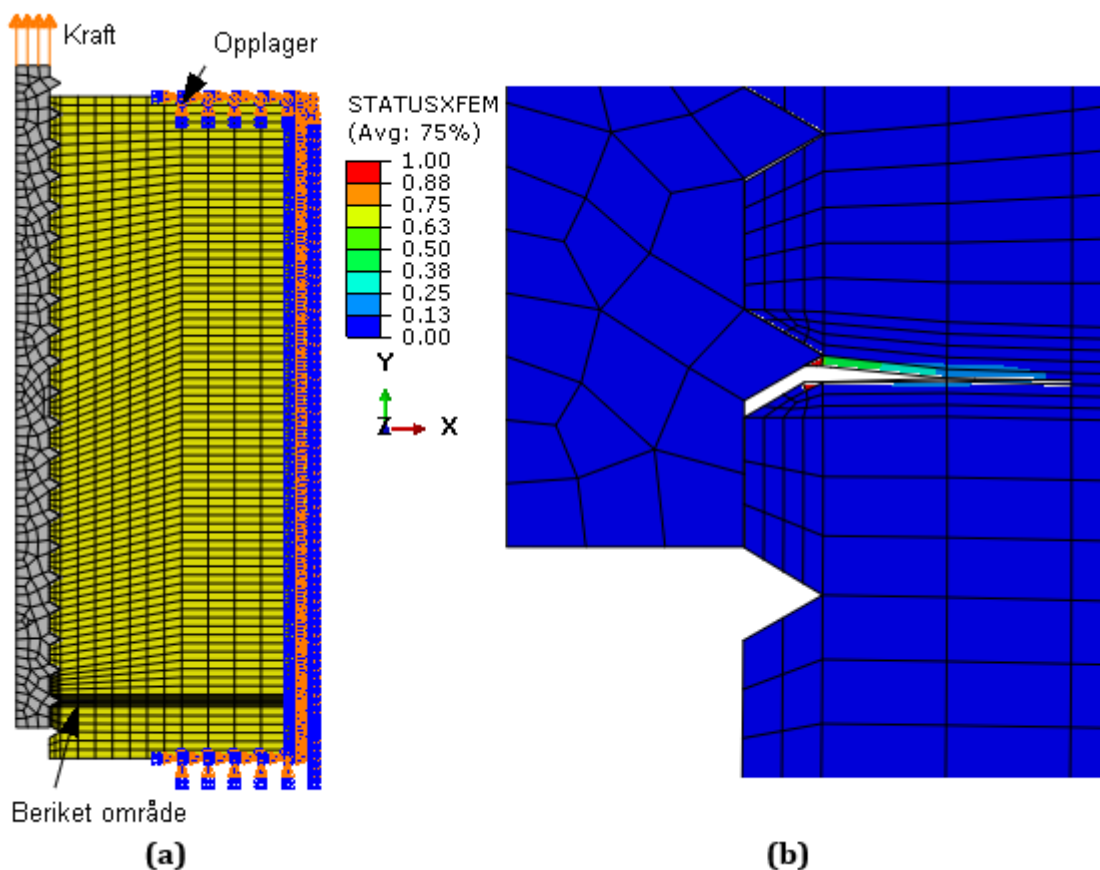 Kraft
Opplager
STATUSXFEM
(Avg: 75%)
1.00
0.88
0.75
0.63
0.50
0.38
0.25
0.13
0.00
Y
Z X
Beriket område
(a)
(b)